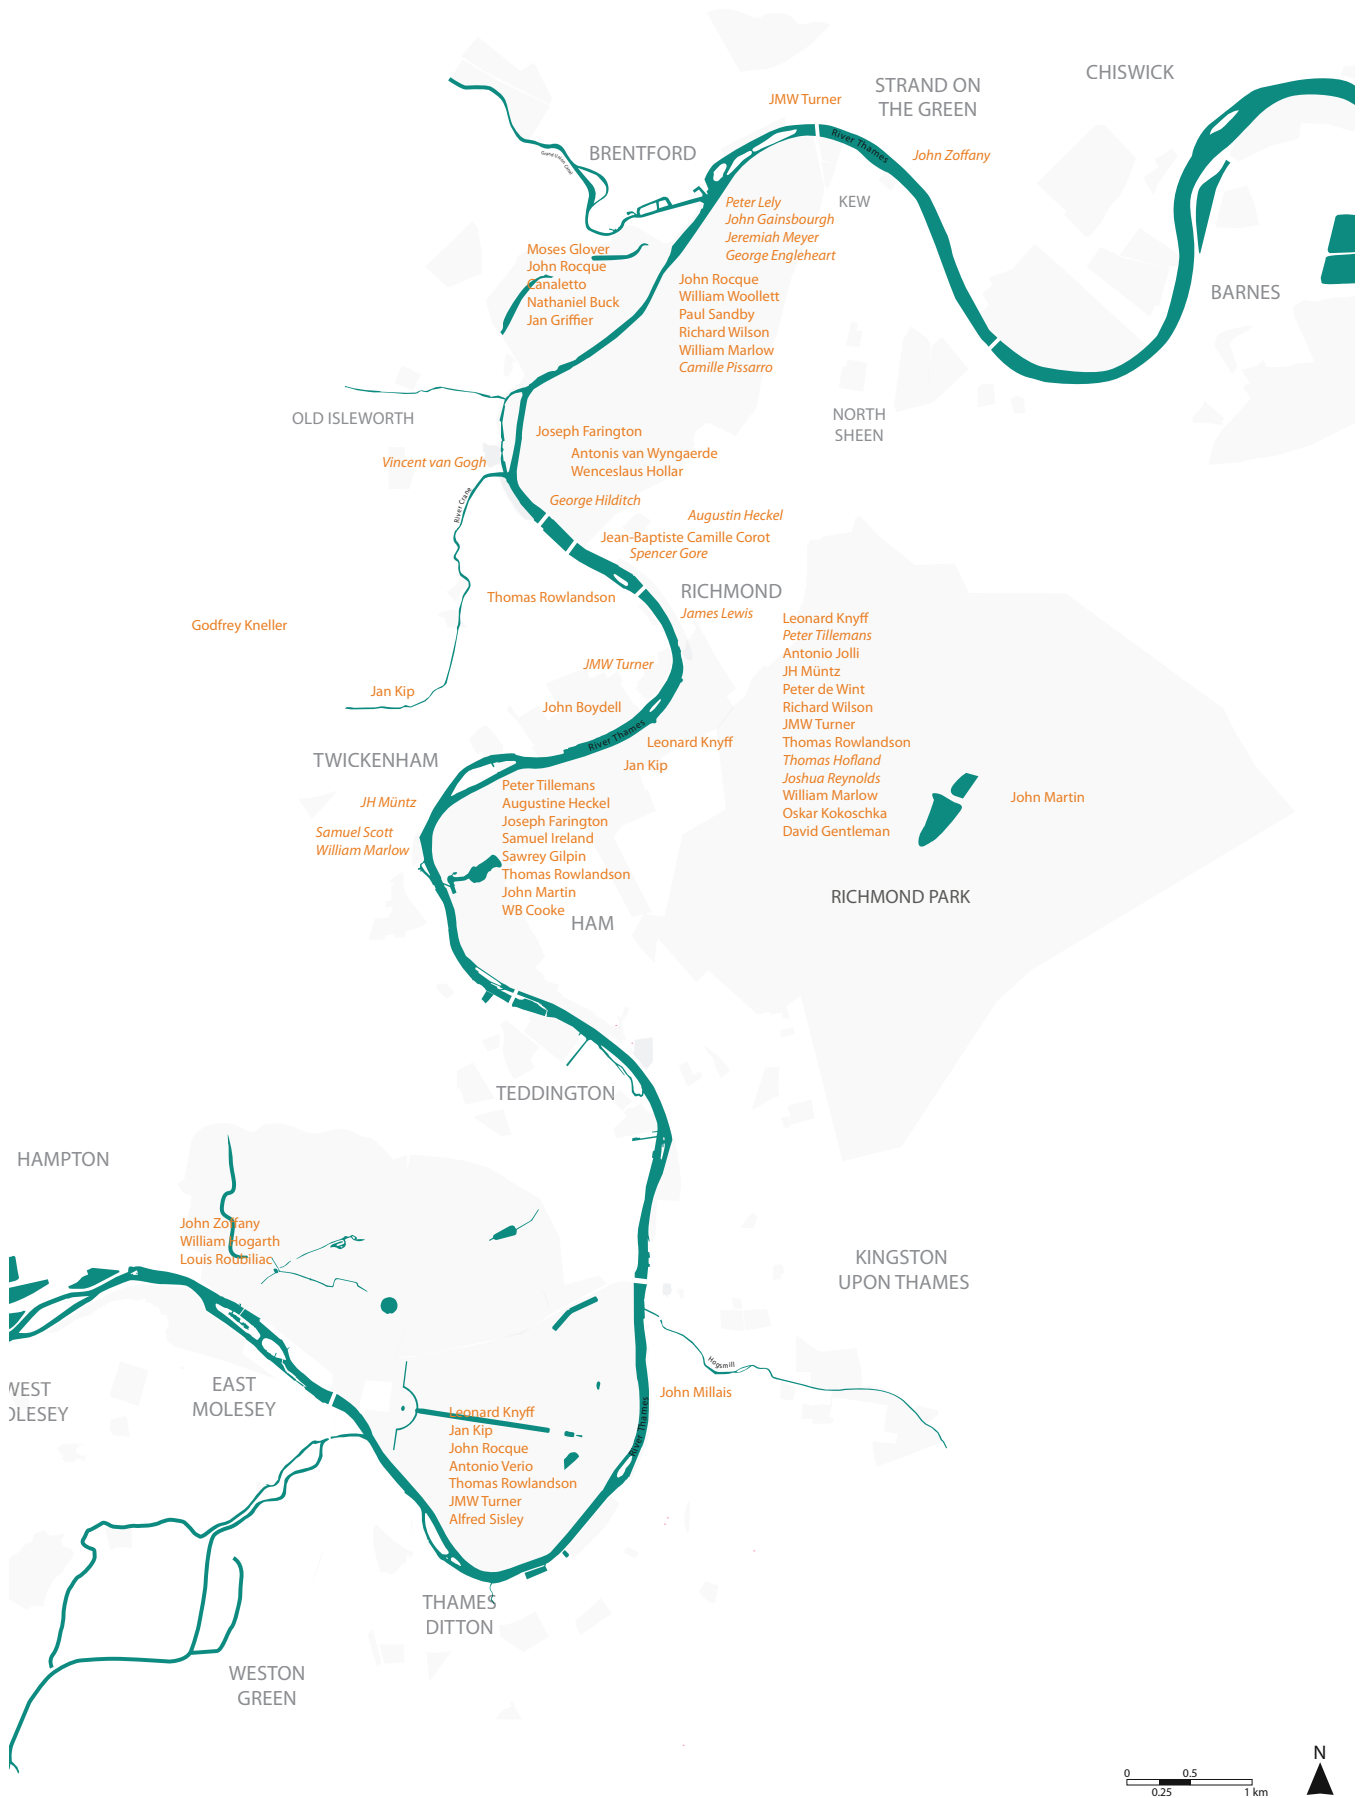 CHISWICK
STRAND ON
THE GREEN
JMW Turner
River Thames
BRENTFORD
John Zoffany
Peter Lely
John Gainsbourgh
Jeremiah Meyer
George Engleheart
KEW
Moses Glover
John Rocque
Canaletto
Nathaniel Buck
Jan Griffier
John Rocque
William Woollett
Paul Sandby
Richard Wilson
William Marlow
Camille Pissarro
BARNES
OLD ISLEWORTH
NORTH
SHEEN
Joseph Farington
Vincent van Gogh
Antonis van Wyngaerde
Wenceslaus Hollar
River Crane
George Hilditch
Augustin Heckel
Jean-Baptiste Camille Corot
Spencer Gore
Thomas Rowlandson
RICHMOND
James Lewis
Godfrey Kneller
Leonard Knyff
Peter Tillemans
Antonio Jolli
JH Müntz
Peter de Wint
Richard Wilson
JMW Turner
Thomas Rowlandson
Thomas Hofland
Joshua Reynolds
William Marlow
Oskar Kokoschka
David Gentleman
JMW Turner
Jan Kip
John Boydell
River Thames
Leonard Knyff
Jan Kip
TWICKENHAM
JH Müntz
Samuel Scott
William Marlow
Peter Tillemans
Augustine Heckel
Joseph Farington
Samuel Ireland
Sawrey Gilpin
Thomas Rowlandson
John Martin
WB Cooke
John Martin
RICHMOND PARK
HAM
TEDDINGTON
HAMPTON
John Zoffany
William Hogarth
Louis Roubiliac
KINGSTON
UPON THAMES
Hogsmill
John Millais
River Thames
WEST
OLESEY
EAST
MOLESEY
Leonard Knyff
Jan Kip
John Rocque
Antonio Verio
Thomas Rowlandson
JMW Turner
Alfred Sisley
THAMES
DITTON
WESTON
GREEN
N
0 0.5
0.25 1 km